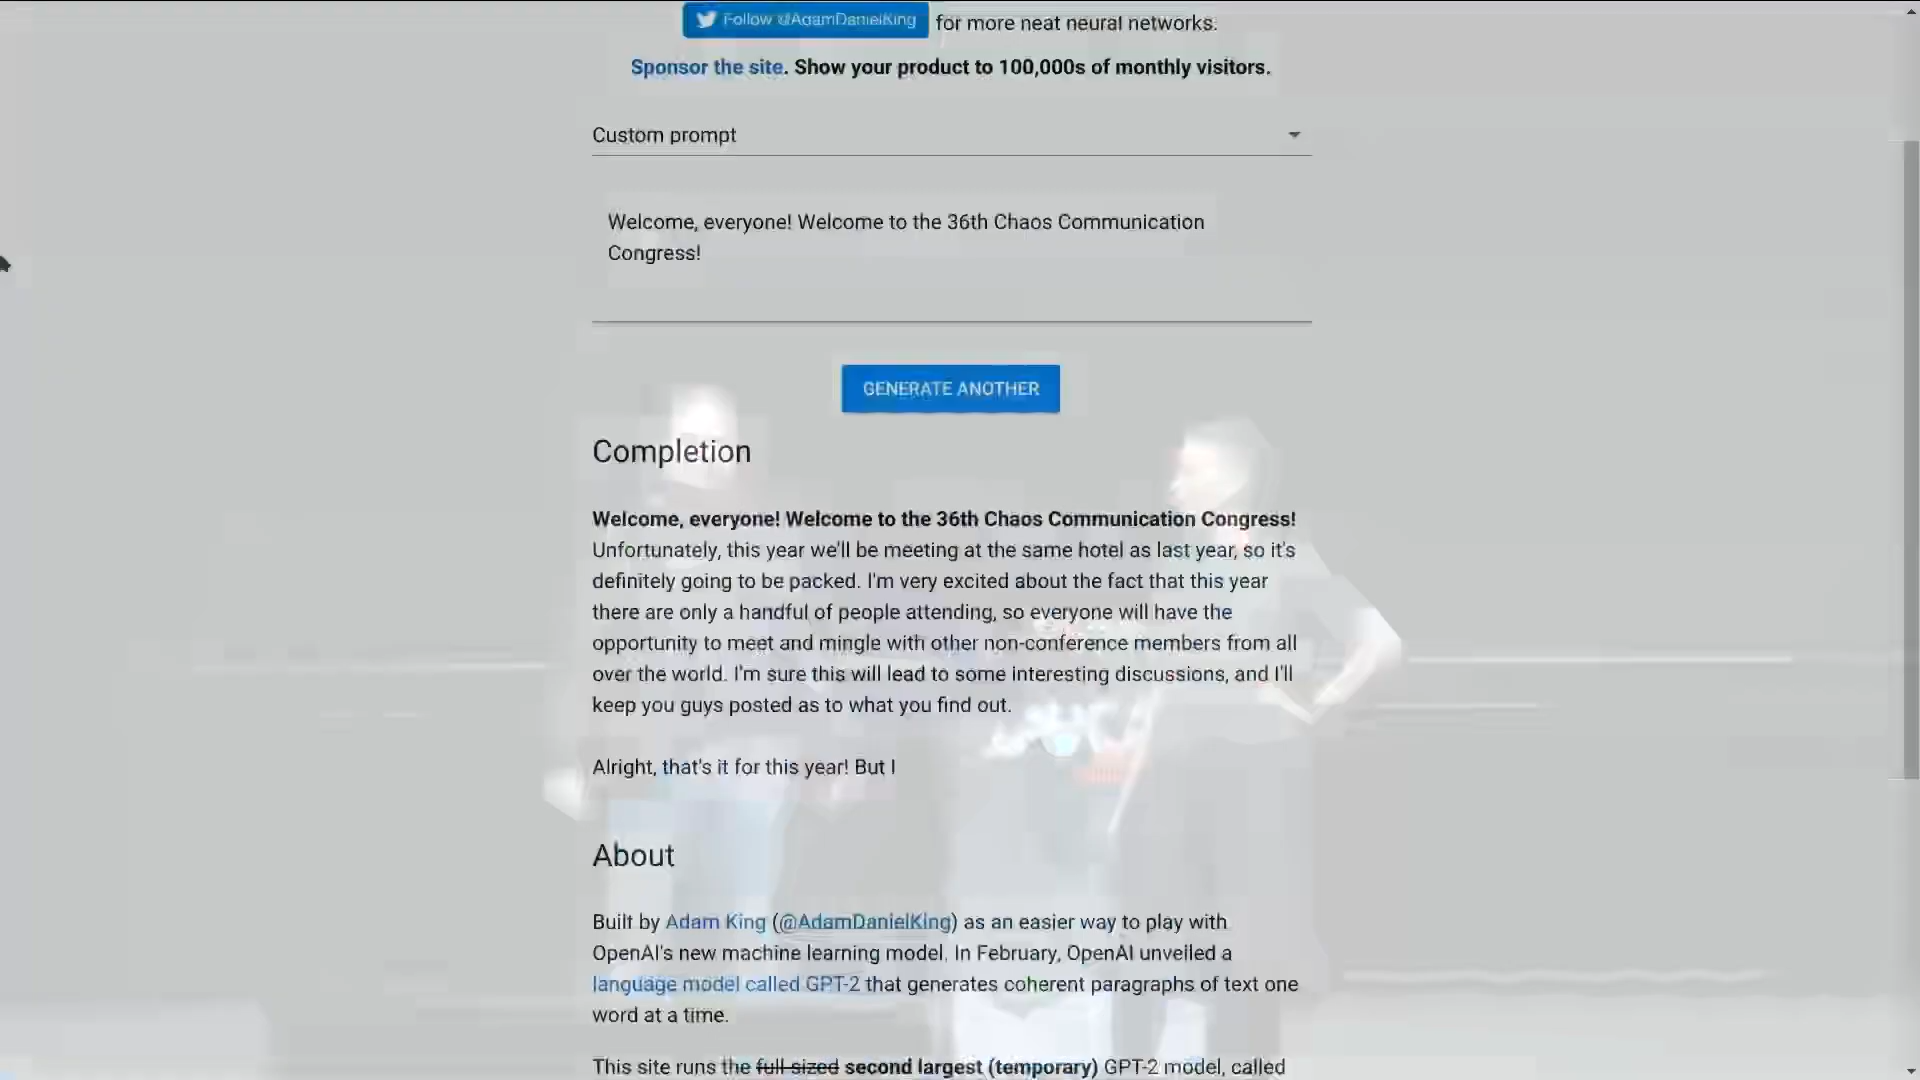 Follow @AdamDanielKing for more neat neural networks.
Sponsor the site. Show your product to 100,000s of monthly visitors.
Custom prompt
Welcome, everyone! Welcome to the 36th Chaos Communication
Congress!
GENERATE ANOTHER
Completion
Welcome, everyone! Welcome to the 36th Chaos Communication Congress!
Unfortunately, this year we'll be meeting at the same hotel as last year, so it's
definitely going to be packed. I'm very excited about the fact that this year
there are only a handful of people attending, so everyone will have the
opportunity to meet and mingle with other non-conference members from all
over the world. I'm sure this will lead to some interesting discussions, and I'll
keep you guys posted as to what you find out.
Alright, that's it for this year! But I
About
Built by Adam King (@AdamDanielKing) as an easier way to play with
OpenAI's new machine learning model. In February, OpenAI unveiled a
language model called GPT-2 that generates coherent paragraphs of text one
word at a time.
This site runs the full sized second largest (temporary) GPT-2 model, called